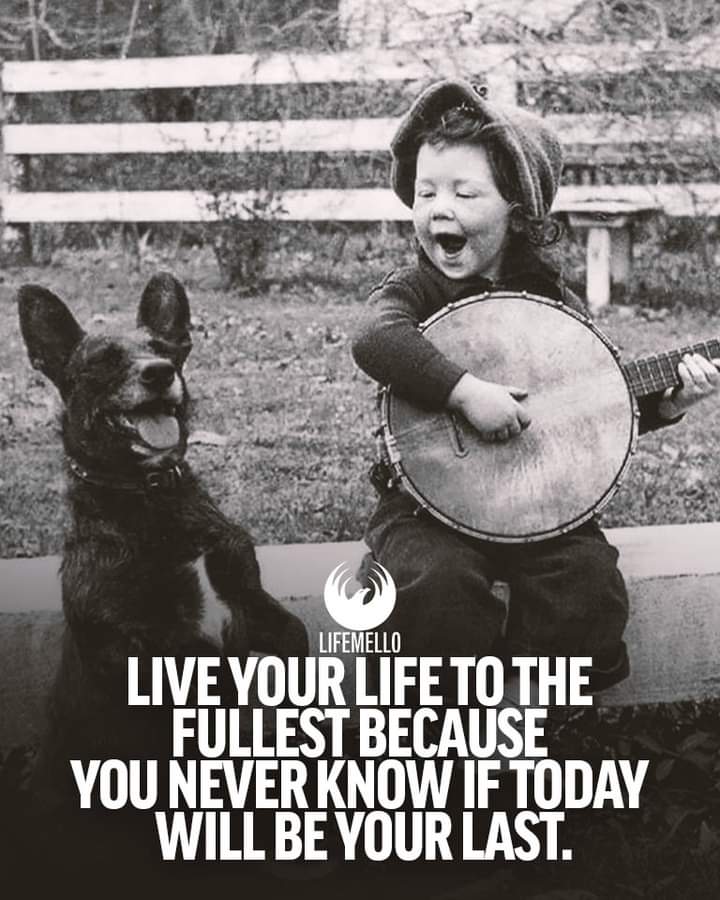 LIFEMELLO
LIVE YOUR LIFE TO THE
FULLEST BECAUSE
YOU NEVER KNOW IF TODAY
WILL BE YOUR LAST.